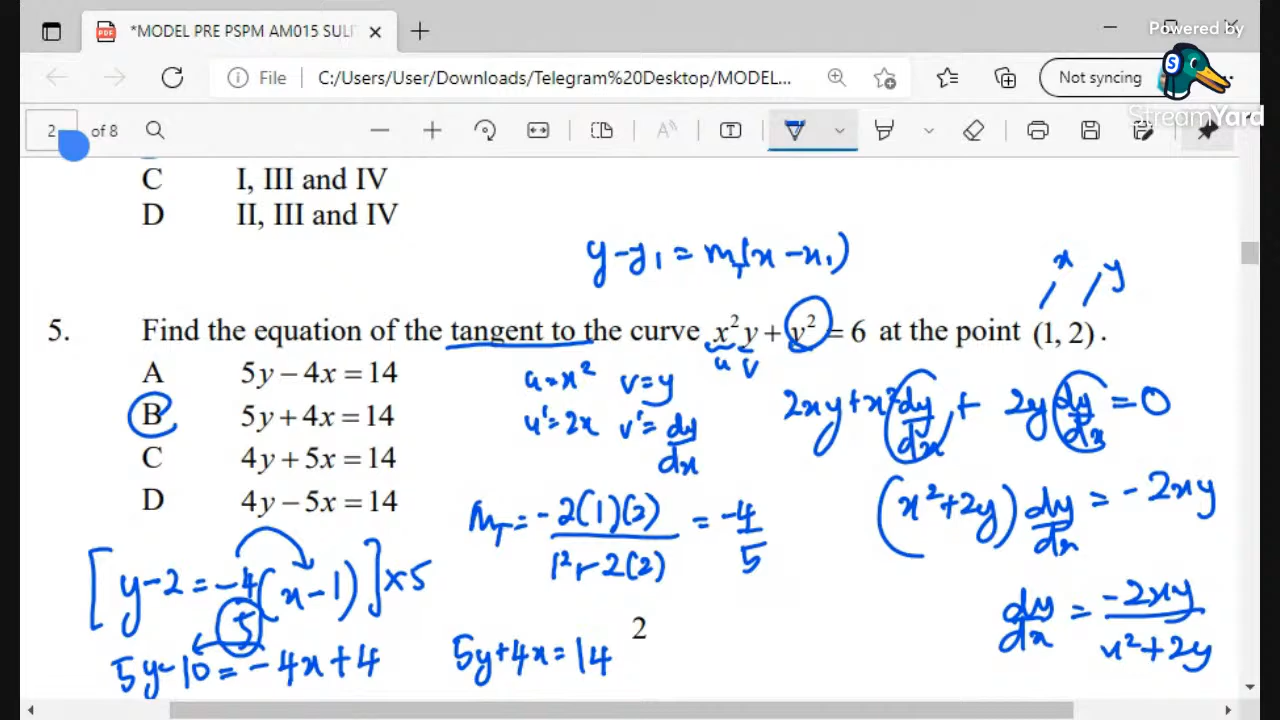 *MODEL PRE PSPM AM015 SULI
Powered by
File C:/Users/User/Downloads/Telegram%20Desktop/MODEL... Not syncing
StreamYard
2 of 8
C I, III and IV
D II, III and IV
y-y₁ = m_T(x-x₁)
x y
5. Find the equation of the tangent to the curve x²y + y² = 6 at the point (1, 2).
u v
A 5y − 4x = 14
u=x² v=y
2xy+x² dy/dx + 2y dy/dx = 0
B 5y + 4x = 14
u'=2x v'= dy/dx
C 4y + 5x = 14
D 4y − 5x = 14
(x²+2y) dy/dx = -2xy
m_T = -2(1)(2) / 1²+2(2) = -4/5
[y-2 = -4/5 (x-1)] ×5
dy/dx = -2xy / x²+2y
2
5y-10 = -4x+4
5y+4x=14